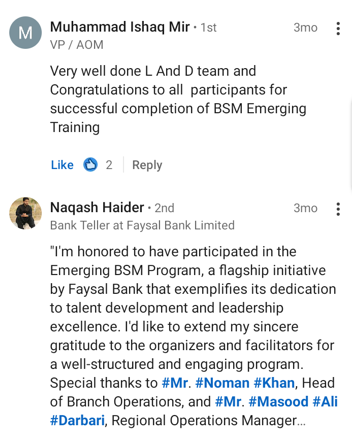 M
Muhammad Ishaq Mir • 1st
3mo
VP / AOM
Very well done L And D team and
Congratulations to all participants for
successful completion of BSM Emerging
Training
Like
2
Reply
Naqash Haider • 2nd
3mo
Bank Teller at Faysal Bank Limited
"I'm honored to have participated in the
Emerging BSM Program, a flagship initiative
by Faysal Bank that exemplifies its dedication
to talent development and leadership
excellence. I'd like to extend my sincere
gratitude to the organizers and facilitators for
a well-structured and engaging program.
Special thanks to #Mr. #Noman #Khan, Head
of Branch Operations, and #Mr. #Masood #Ali
#Darbari, Regional Operations Manager...